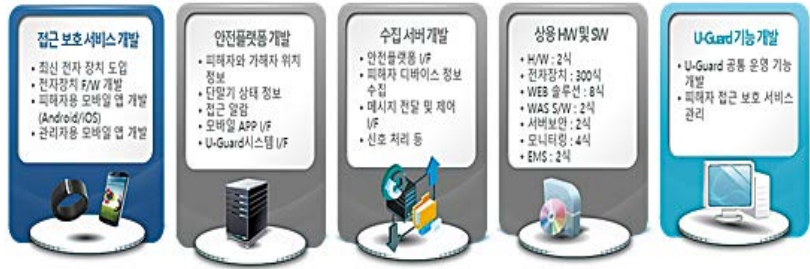 접근 보호 서비스 개발
• 최신 전자 장치 도입
• 전자장치 F/W 개발
• 피해자용 모바일 앱 개발
(Android/iOS)
• 관리자용 모바일 앱 개발
안전플랫폼 개발
• 피해자와 가해자 위치
정보
• 단말기 상태 정보
• 접근 알람
• 모바일 APP I/F
• U-Guard시스템 I/F
수집 서버 개발
• 안전플랫폼 I/F
• 피해자 디바이스 정보
수집
• 메시지 전달 및 제어
I/F
• 신호 처리 등
상용 HW 및 SW
• H/W : 2식
• 전자장치 : 300식
• WEB 솔루션 : 8식
• WAS S/W : 2식
• 서버보안 : 2식
• 모니터링 : 4식
• EMS : 2식
U-Guard 기능 개발
• U-Guard 공통 운영 기능
개발
• 피해자 접근 보호 서비스
관리